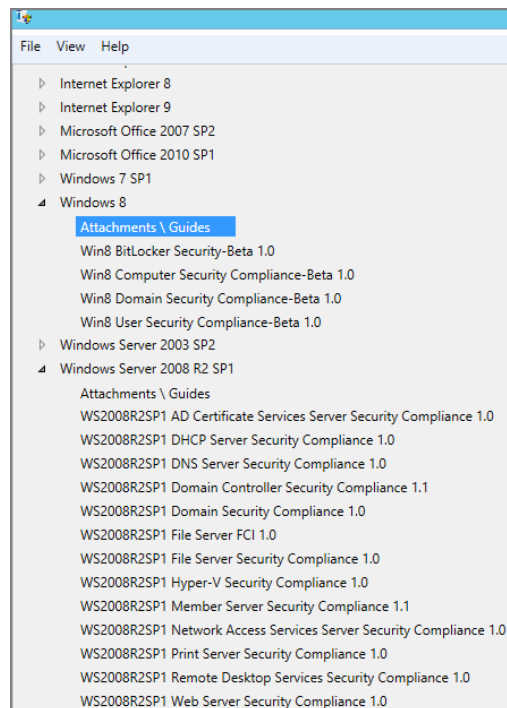 File View Help
Internet Explorer 8
Internet Explorer 9
Microsoft Office 2007 SP2
Microsoft Office 2010 SP1
Windows 7 SP1
Windows 8
Attachments \ Guides
Win8 BitLocker Security-Beta 1.0
Win8 Computer Security Compliance-Beta 1.0
Win8 Domain Security Compliance-Beta 1.0
Win8 User Security Compliance-Beta 1.0
Windows Server 2003 SP2
Windows Server 2008 R2 SP1
Attachments \ Guides
WS2008R2SP1 AD Certificate Services Server Security Compliance 1.0
WS2008R2SP1 DHCP Server Security Compliance 1.0
WS2008R2SP1 DNS Server Security Compliance 1.0
WS2008R2SP1 Domain Controller Security Compliance 1.1
WS2008R2SP1 Domain Security Compliance 1.0
WS2008R2SP1 File Server FCI 1.0
WS2008R2SP1 File Server Security Compliance 1.0
WS2008R2SP1 Hyper-V Security Compliance 1.0
WS2008R2SP1 Member Server Security Compliance 1.1
WS2008R2SP1 Network Access Services Server Security Compliance 1.0
WS2008R2SP1 Print Server Security Compliance 1.0
WS2008R2SP1 Remote Desktop Services Security Compliance 1.0
WS2008R2SP1 Web Server Security Compliance 1.0